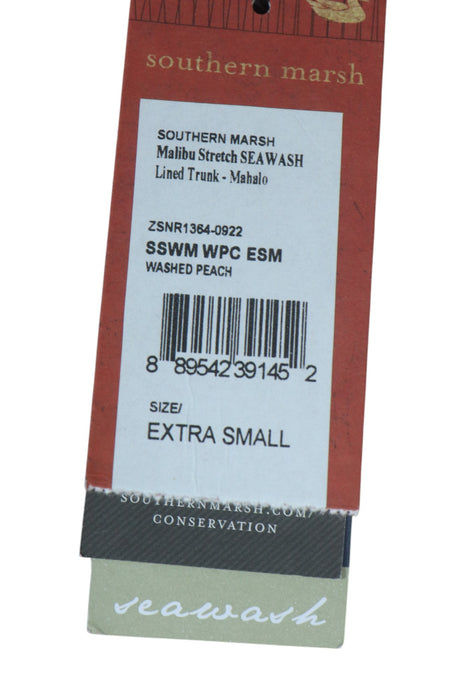 southern marsh
SOUTHERN MARSH
Malibu Stretch SEAWASH
Lined Trunk - Mahalo
ZSNR1364-0922
SSWM WPC ESM
WASHED PEACH
8 89542 39145 2
SIZE/
EXTRA SMALL
SOUTHERNMARSH.COM/
CONSERVATION
seawash